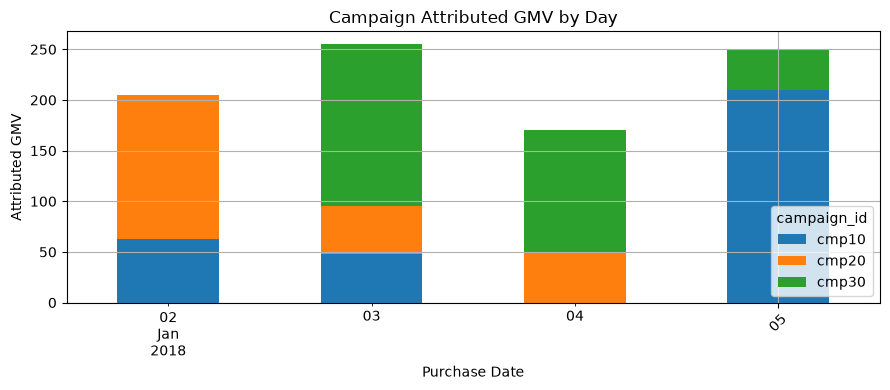 Campaign Attributed GMV by Day
Attributed GMV
250
200
150
100
50
0
campaign_id
cmp10
cmp20
cmp30
02
Jan
2018
03
04
05
Purchase Date